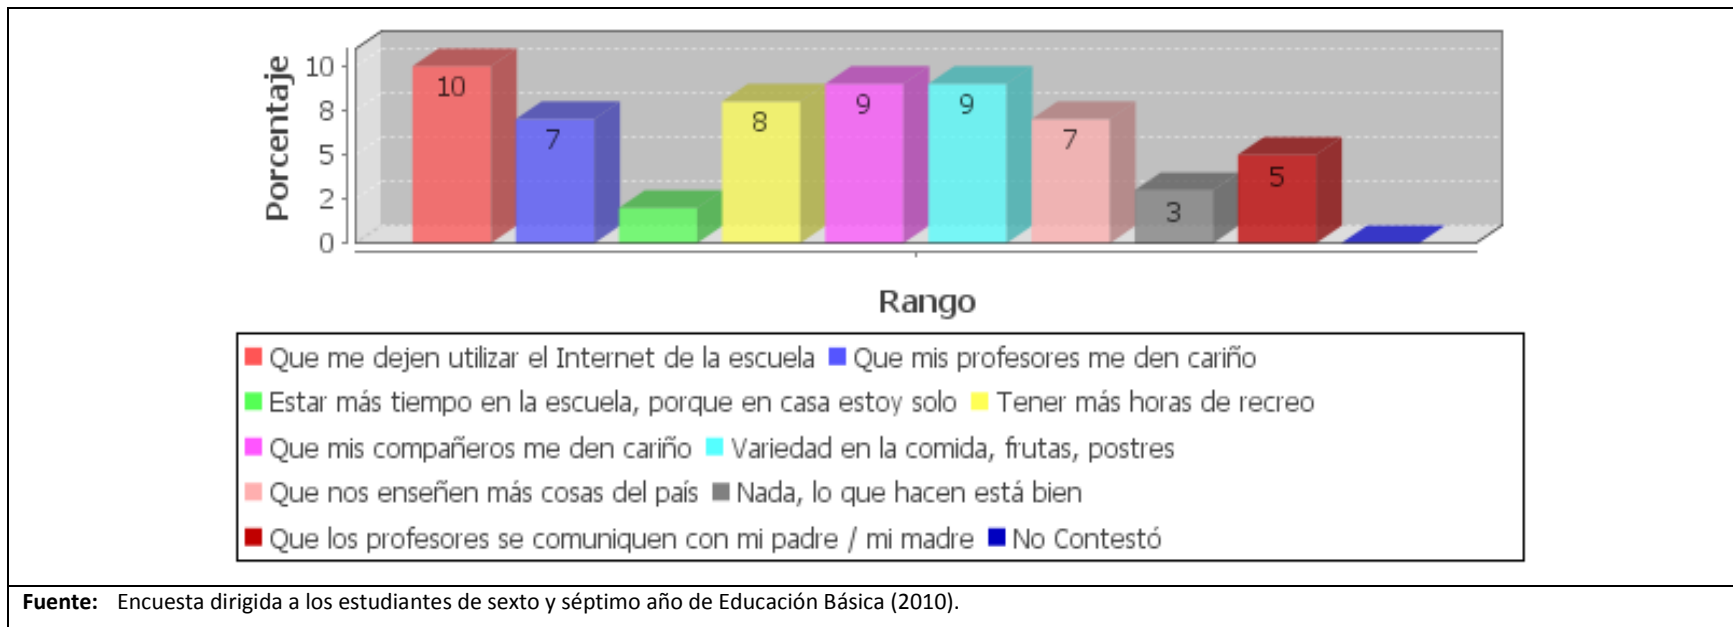 Porcentaje
10
8
5
2
0
10
7
8
9
9
7
3
5
Rango
Que me dejen utilizar el Internet de la escuela Que mis profesores me den cariño
Estar más tiempo en la escuela, porque en casa estoy solo Tener más horas de recreo
Que mis compañeros me den cariño Variedad en la comida, frutas, postres
Que nos enseñen más cosas del país Nada, lo que hacen está bien
Que los profesores se comuniquen con mi padre / mi madre No Contestó
Fuente: Encuesta dirigida a los estudiantes de sexto y séptimo año de Educación Básica (2010).